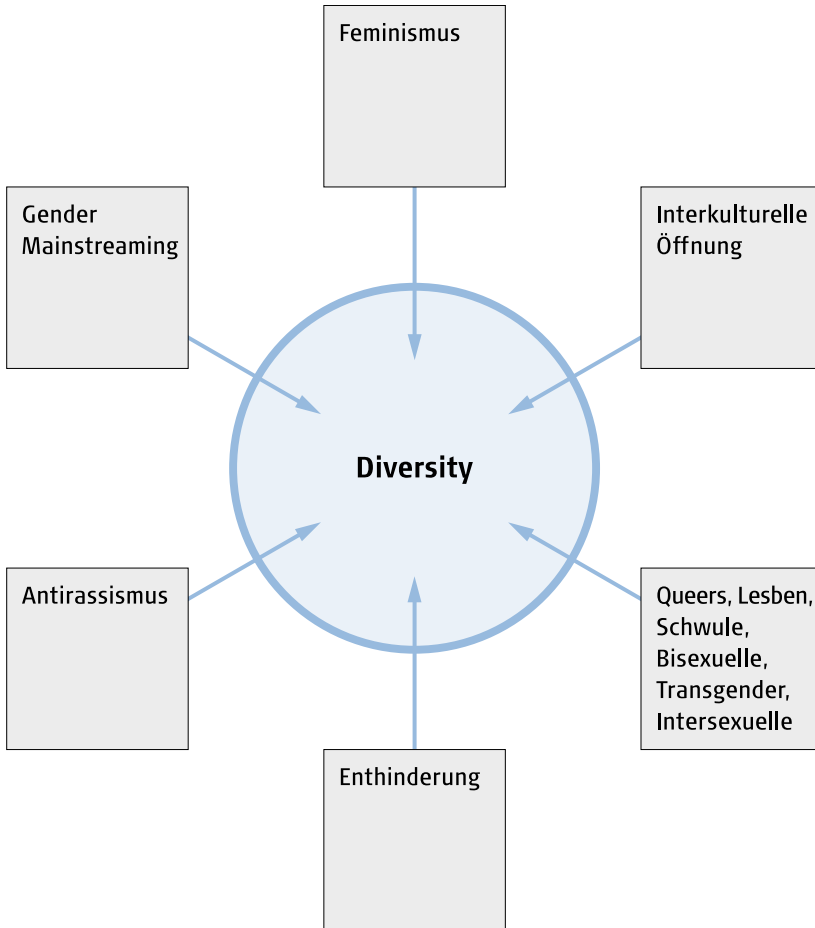 Feminismus
Gender
Mainstreaming
Interkulturelle
Öffnung
Diversity
Antirassismus
Queers, Lesben,
Schwule,
Bisexuelle,
Transgender,
Intersexuelle
Enthinderung